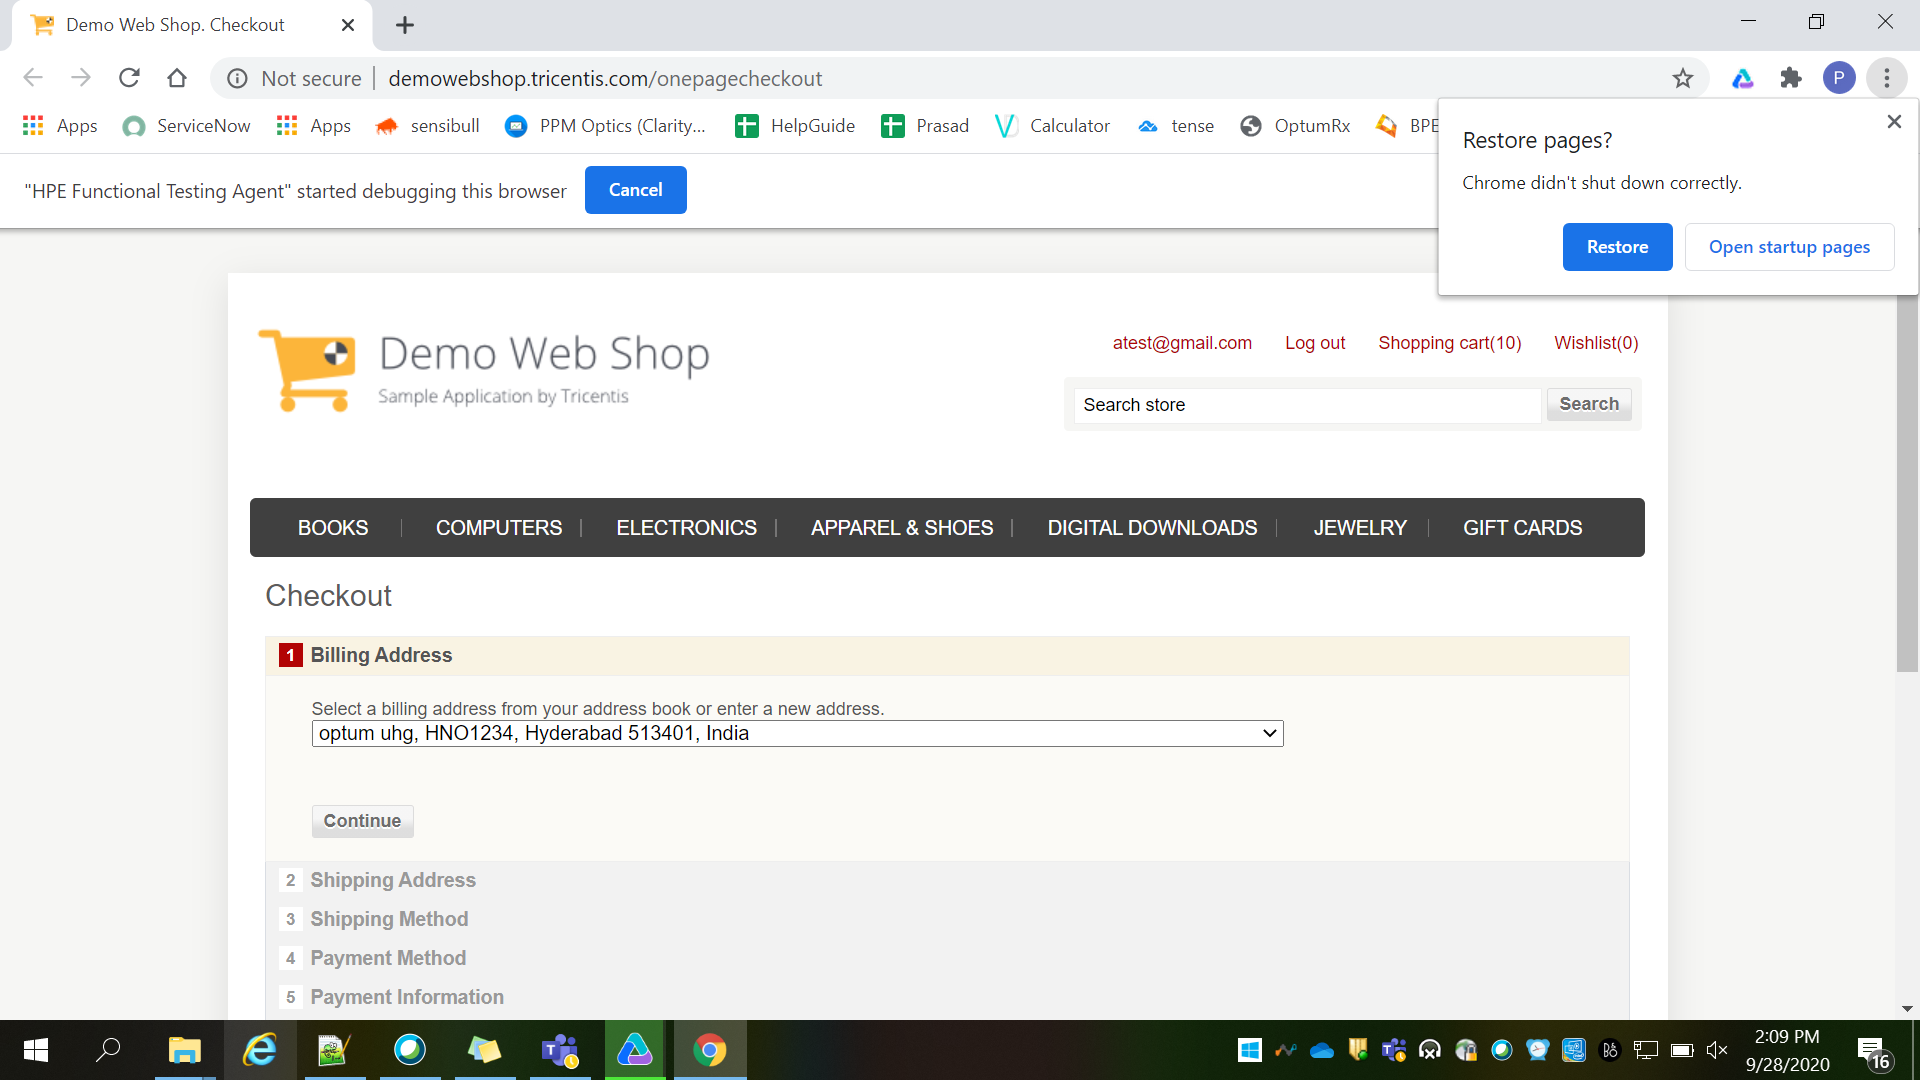 Demo Web Shop. Checkout
Not secure
demowebshop.tricentis.com/onepagecheckout
P
Apps
ServiceNow
Apps
sensibull
PPM Optics (Clarity...
HelpGuide
Prasad
Calculator
tense
OptumRx
BPE
Restore pages?
Chrome didn't shut down correctly.
Restore
Open startup pages
"HPE Functional Testing Agent" started debugging this browser
Cancel
Demo Web Shop
Sample Application by Tricentis
atest@gmail.com
Log out
Shopping cart(10)
Wishlist(0)
Search store
Search
BOOKS
COMPUTERS
ELECTRONICS
APPAREL & SHOES
DIGITAL DOWNLOADS
JEWELRY
GIFT CARDS
Checkout
1 Billing Address
Select a billing address from your address book or enter a new address.
optum uhg, HNO1234, Hyderabad 513401, India
Continue
2 Shipping Address
3 Shipping Method
4 Payment Method
5 Payment Information
2:09 PM
9/28/2020
16